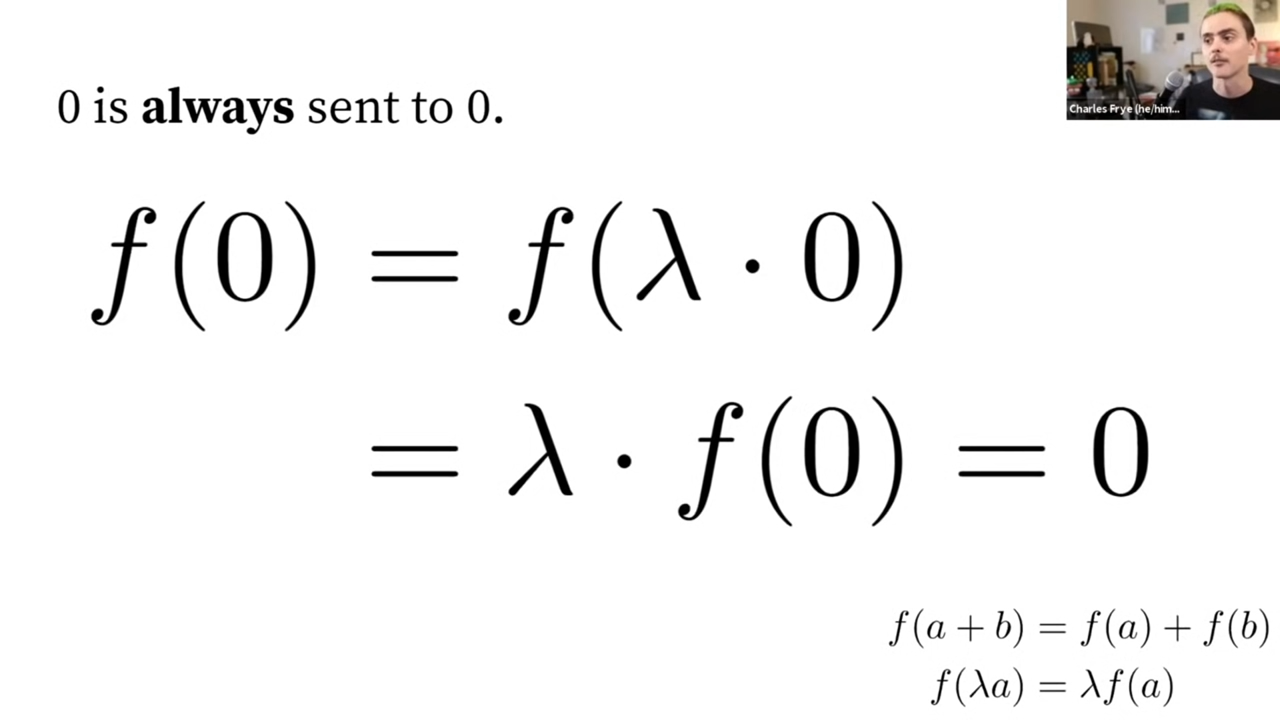 0 is always sent to 0.
f(0) = f(λ · 0)
= λ · f(0) = 0
f(a + b) = f(a) + f(b)
f(λa) = λf(a)
Charles Frye (he/him...